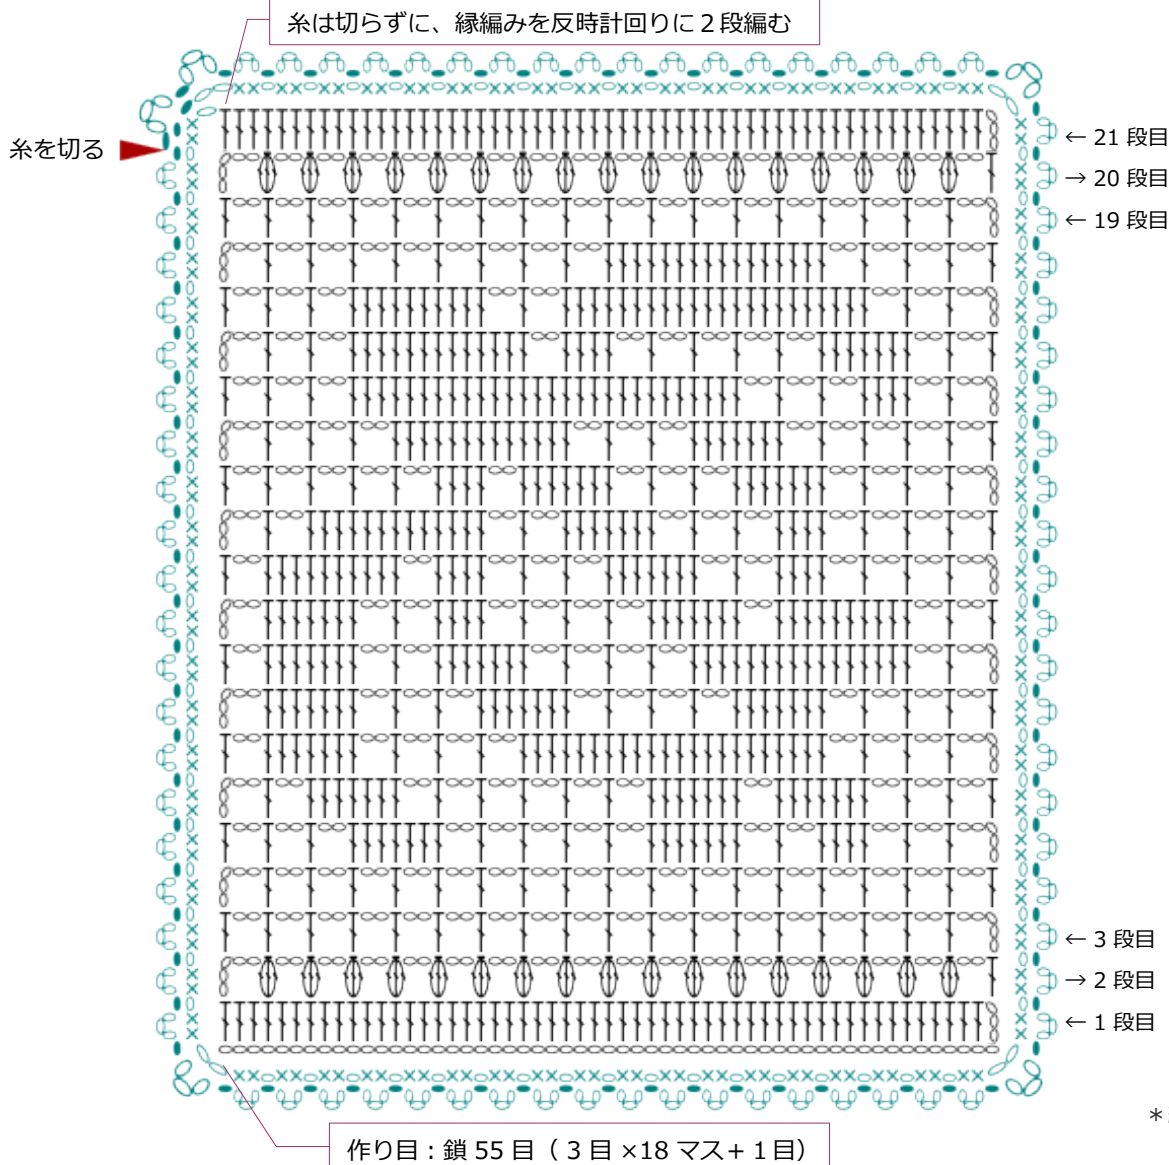 糸は切らずに、縁編みを反時計回りに２段編む
糸を切る
← 21 段目
→ 20 段目
← 19 段目
← 3 段目
→ 2 段目
← 1 段目
＊
作り目：鎖 55 目（３目 ×18 マス＋１目）